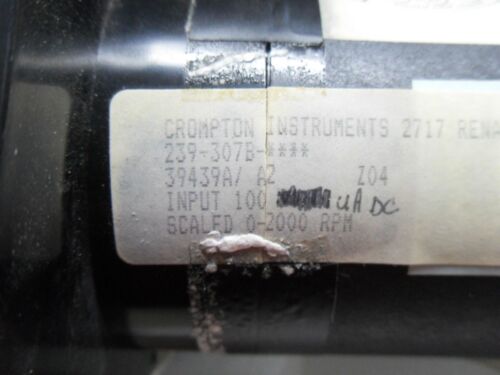 CROMPTON INSTRUMENTS 2717 RENA
239-307B-****
39439A/ A2 Z04
INPUT 100 uA DC
SCALED 0-2000 RPM